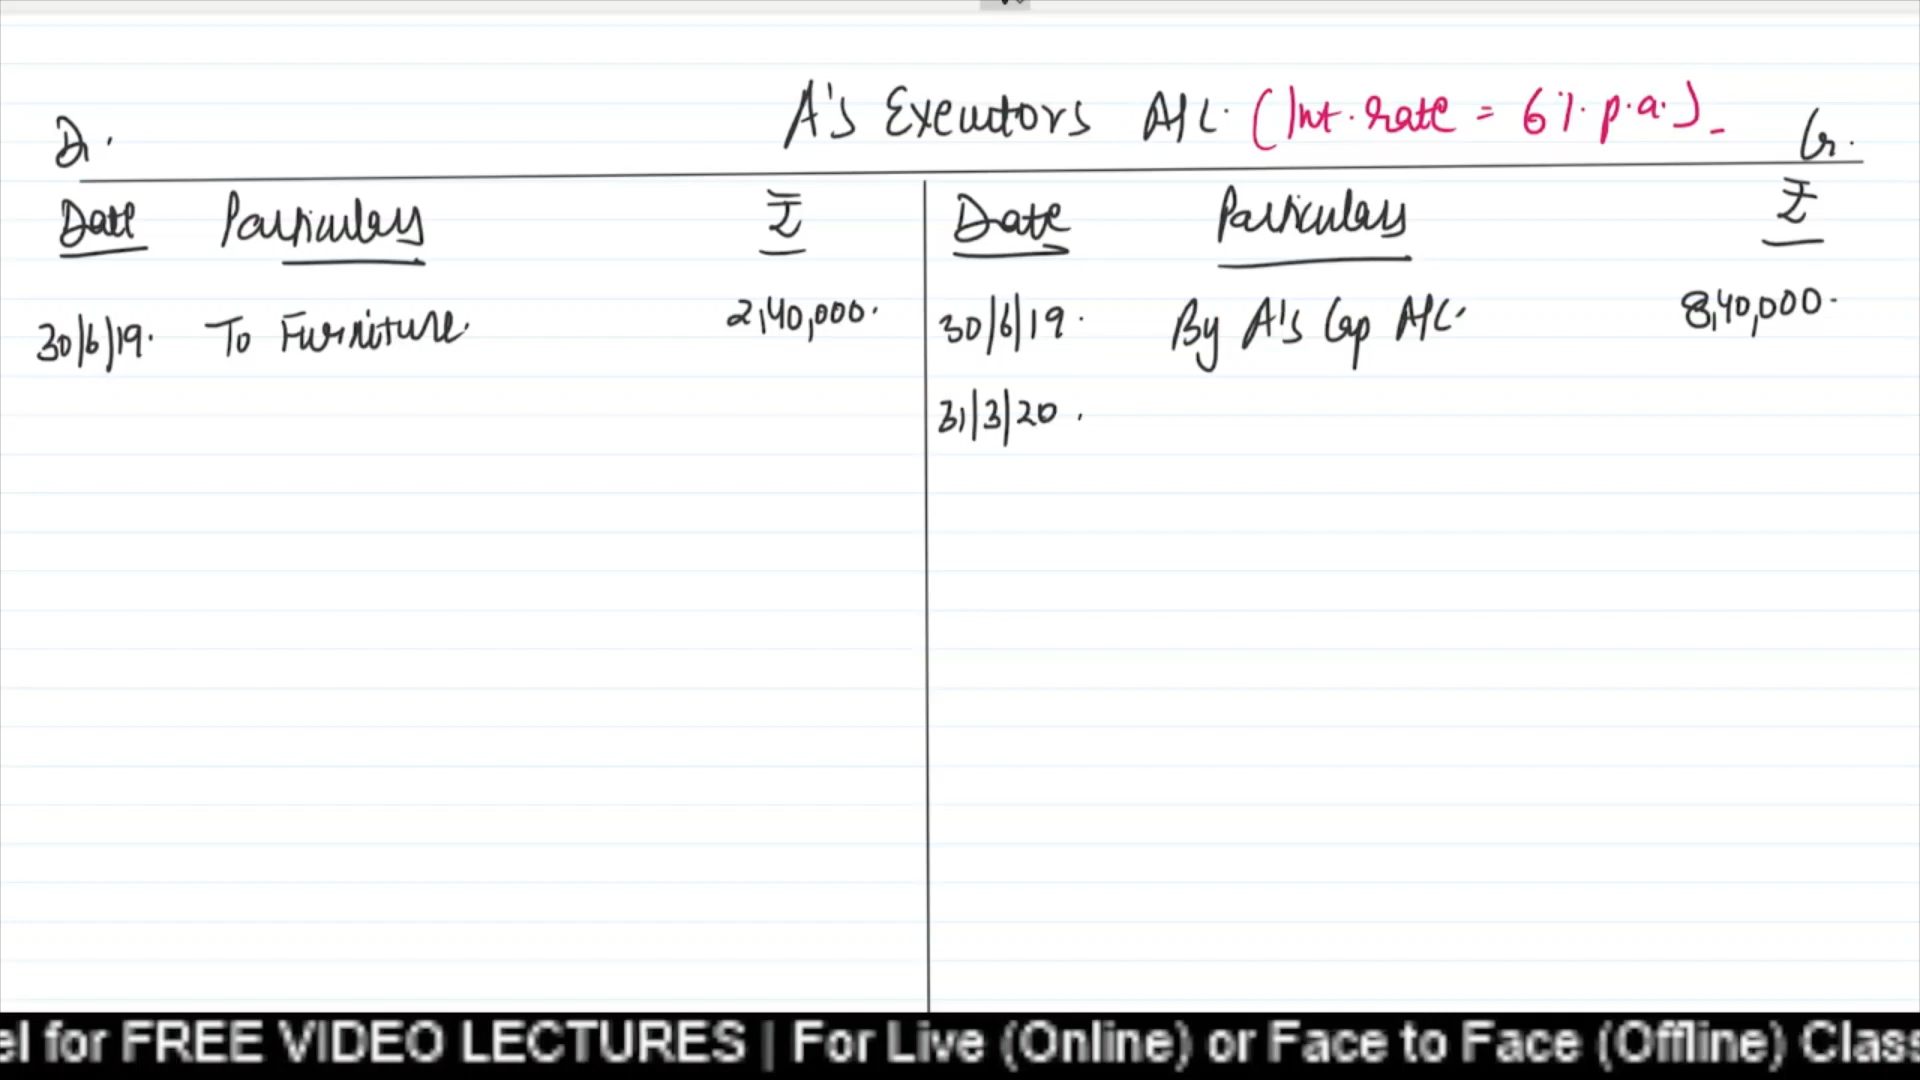 A's Executors A/c. (Int. rate = 6%. p.a.)
Dr. Cr.
Date Particulars ₹ Date Particulars ₹
30/6/19. To Furniture. 2,40,000. 30/6/19. By A's Cap A/c. 8,40,000.
31/3/20.
el for FREE VIDEO LECTURES | For Live (Online) or Face to Face (Offline) Class